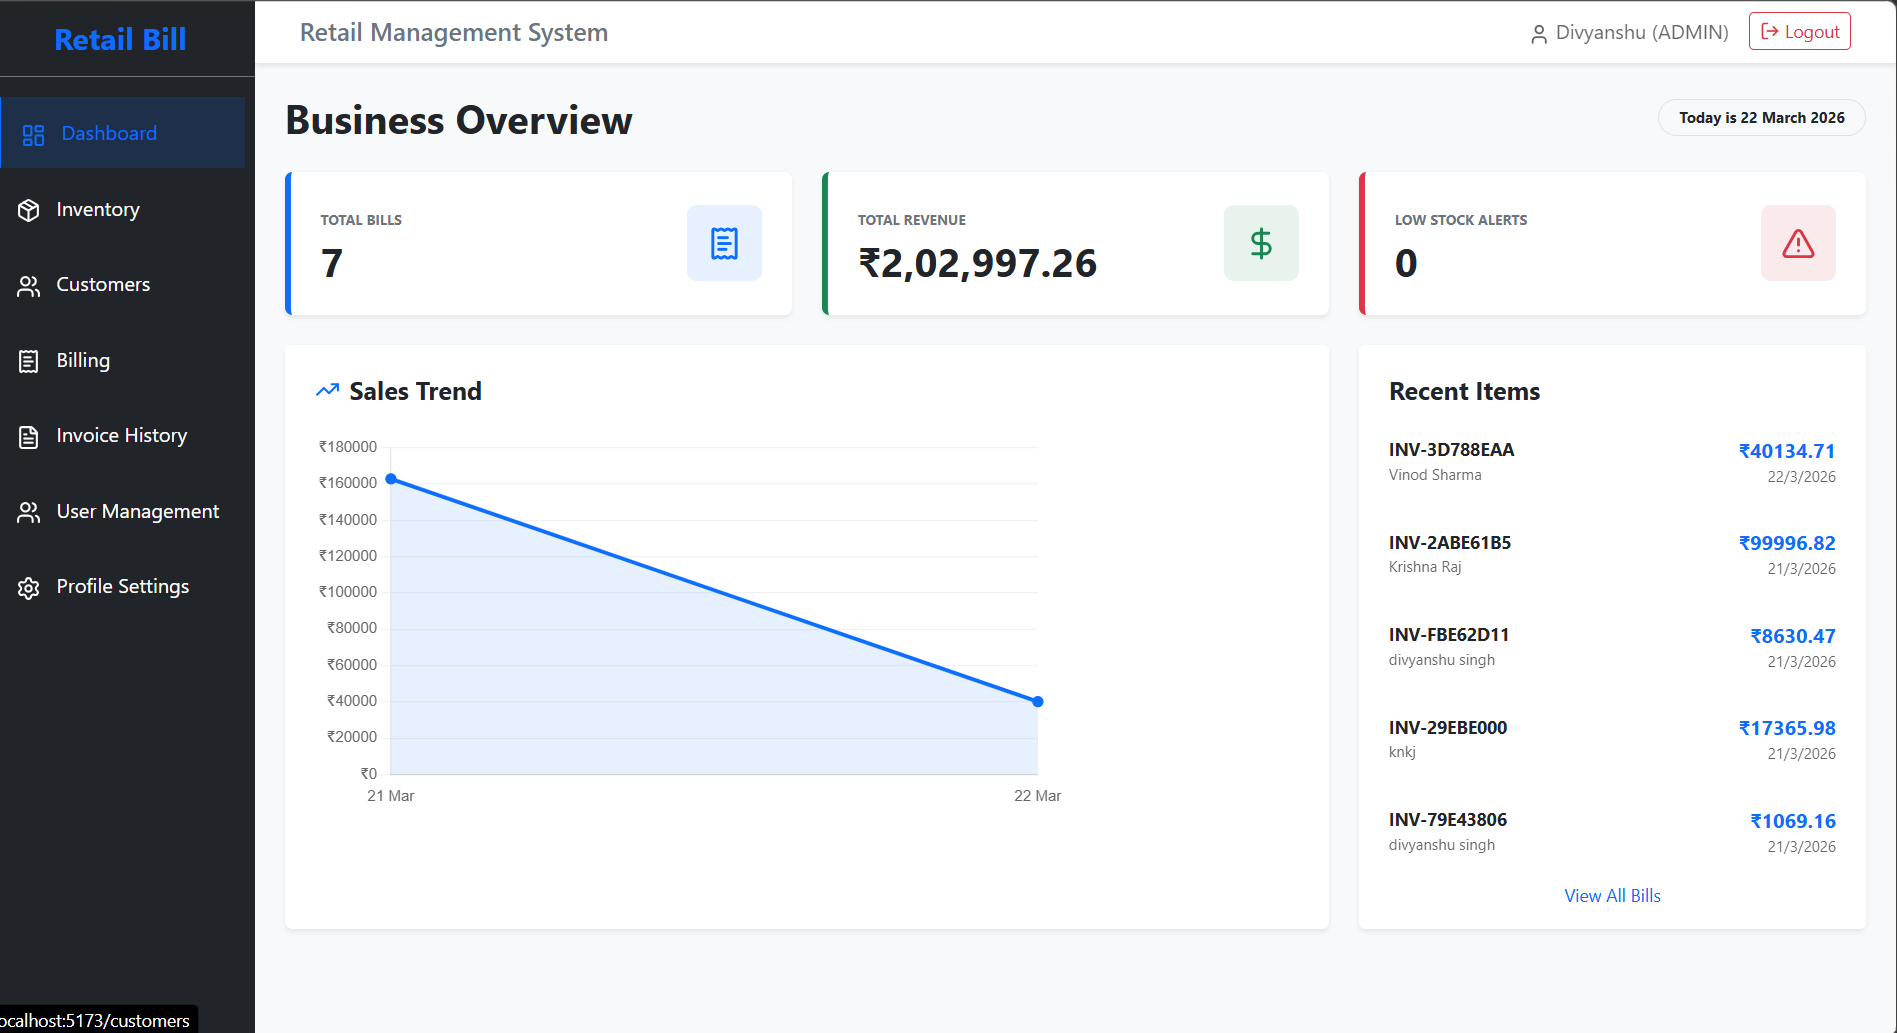 Retail Bill
Dashboard
Inventory
Customers
Billing
Invoice History
User Management
Profile Settings
Retail Management System
Divyanshu (ADMIN)
Logout
Business Overview
Today is 22 March 2026
TOTAL BILLS
7
TOTAL REVENUE
₹2,02,997.26
LOW STOCK ALERTS
0
Sales Trend
₹180000
₹160000
₹140000
₹120000
₹100000
₹80000
₹60000
₹40000
₹20000
₹0
21 Mar
22 Mar
Recent Items
INV-3D788EAA
₹40134.71
Vinod Sharma
22/3/2026
INV-2ABE61B5
₹99996.82
Krishna Raj
21/3/2026
INV-FBE62D11
₹8630.47
divyanshu singh
21/3/2026
INV-29EBE000
₹17365.98
knkj
21/3/2026
INV-79E43806
₹1069.16
divyanshu singh
21/3/2026
View All Bills
ocalhost:5173/customers